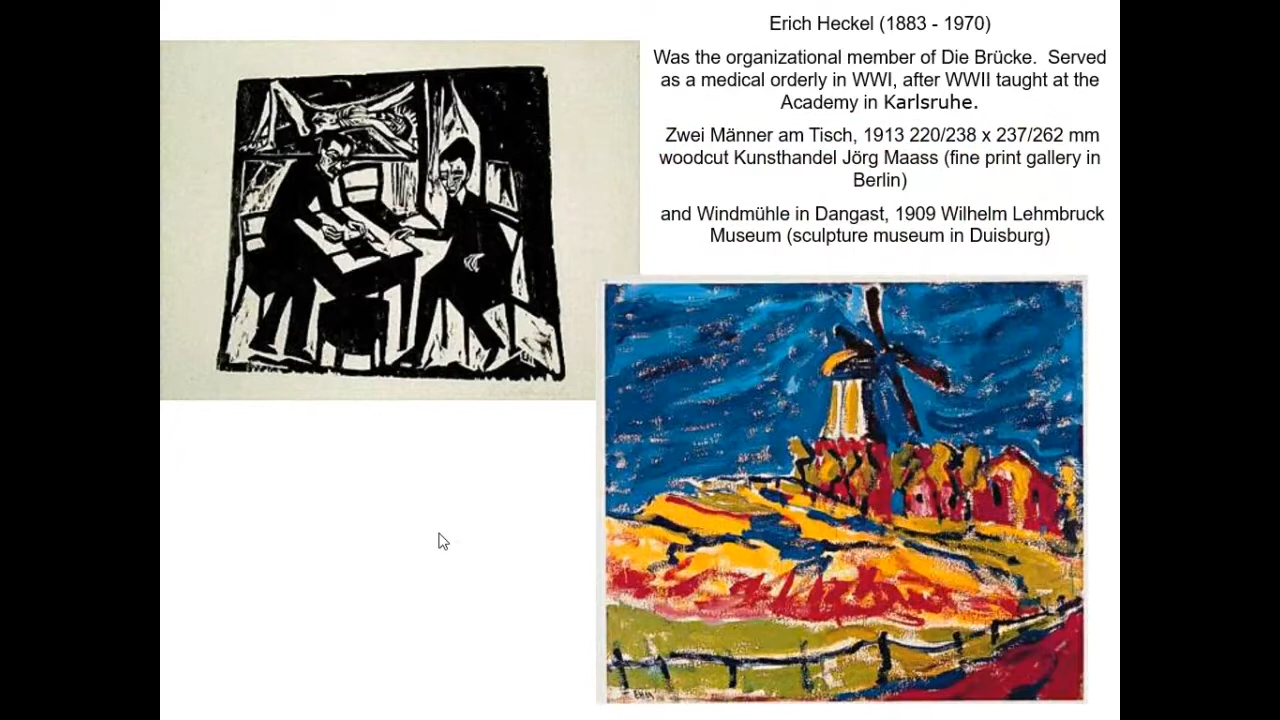 Erich Heckel (1883 - 1970)
Was the organizational member of Die Brücke.  Served
as a medical orderly in WWI, after WWII taught at the
Academy in Karlsruhe.
Zwei Männer am Tisch, 1913 220/238 x 237/262 mm
woodcut Kunsthandel Jörg Maass (fine print gallery in
Berlin)
and Windmühle in Dangast, 1909 Wilhelm Lehmbruck
Museum (sculpture museum in Duisburg)